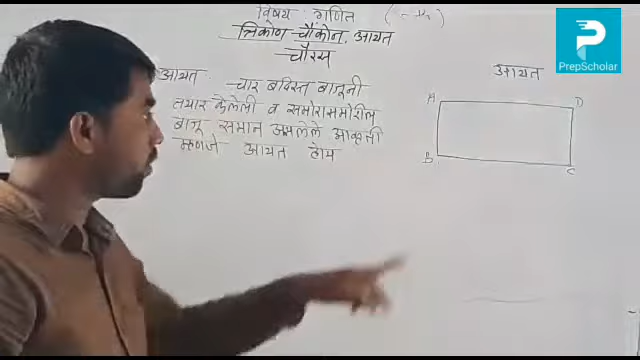 विषय - गणित
त्रिकोण चौकोन, आयत
चौरस
PrepScholar
आयत
आयत
चार बंदिस्त बाजूनी
तयार केलेली व समोरासमोरील
बाजू समान असलेले आकृती
म्हणजे आयत होय
A
D
B
C